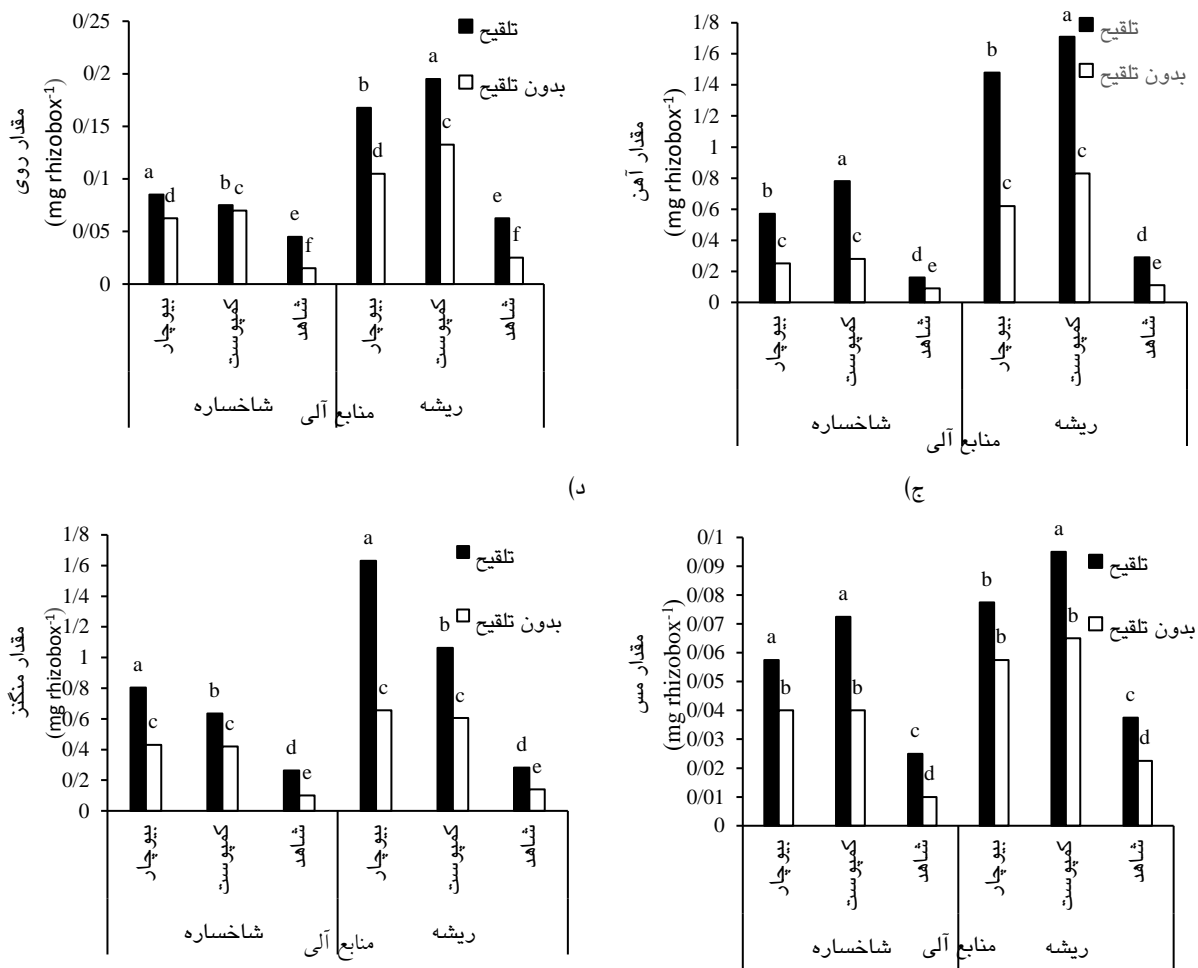 0/25
0/2
0/15
0/1
0/05
0
مقدار روی
(mg rhizobox-1)
تلقیح
بدون تلقیح
a d b c e f b d a c e f
بیوچار کمپوست شاهد بیوچار کمپوست شاهد
شاخساره ریشه
منابع آلی
1/8
1/6
1/4
1/2
1
0/8
0/6
0/4
0/2
0
مقدار آهن
(mg rhizobox-1)
تلقیح
بدون تلقیح
b c a c d e b c a c d e
بیوچار کمپوست شاهد بیوچار کمپوست شاهد
شاخساره ریشه
منابع آلی
د)
ج)
1/8
1/6
1/4
1/2
1
0/8
0/6
0/4
0/2
0
مقدار منگنز
(mg rhizobox-1)
تلقیح
بدون تلقیح
a c b c d e a c b c d e
بیوچار کمپوست شاهد بیوچار کمپوست شاهد
شاخساره ریشه
منابع آلی
0/1
0/09
0/08
0/07
0/06
0/05
0/04
0/03
0/02
0/01
0
مقدار مس
(mg rhizobox-1)
تلقیح
بدون تلقیح
a b a b c d b b a b c d
بیوچار کمپوست شاهد بیوچار کمپوست شاهد
شاخساره منابع آلی ریشه